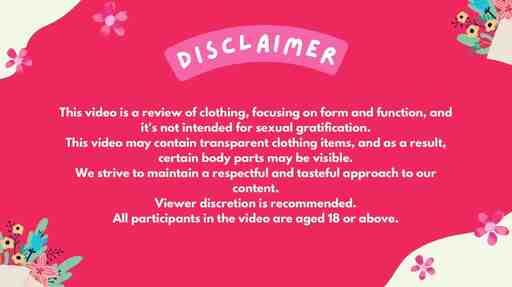 DISCLAIMER
This video is a review of clothing, focusing on form and function, and
it's not intended for sexual gratification.
This video may contain transparent clothing items, and as a result,
certain body parts may be visible.
We strive to maintain a respectful and tasteful approach to our
content.
Viewer discretion is recommended.
All participants in the video are aged 18 or above.